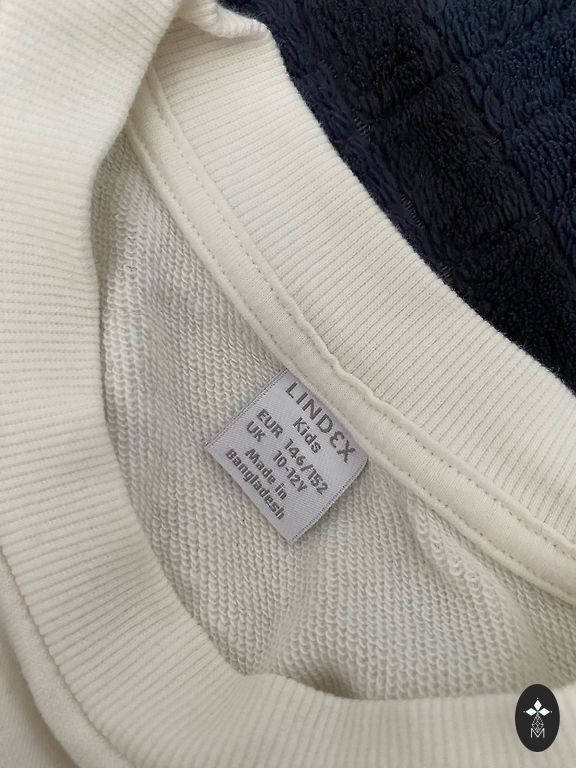 LINDEX
Kids
EUR 146/152
UK 10-12Y
Made in
Bangladesh
M